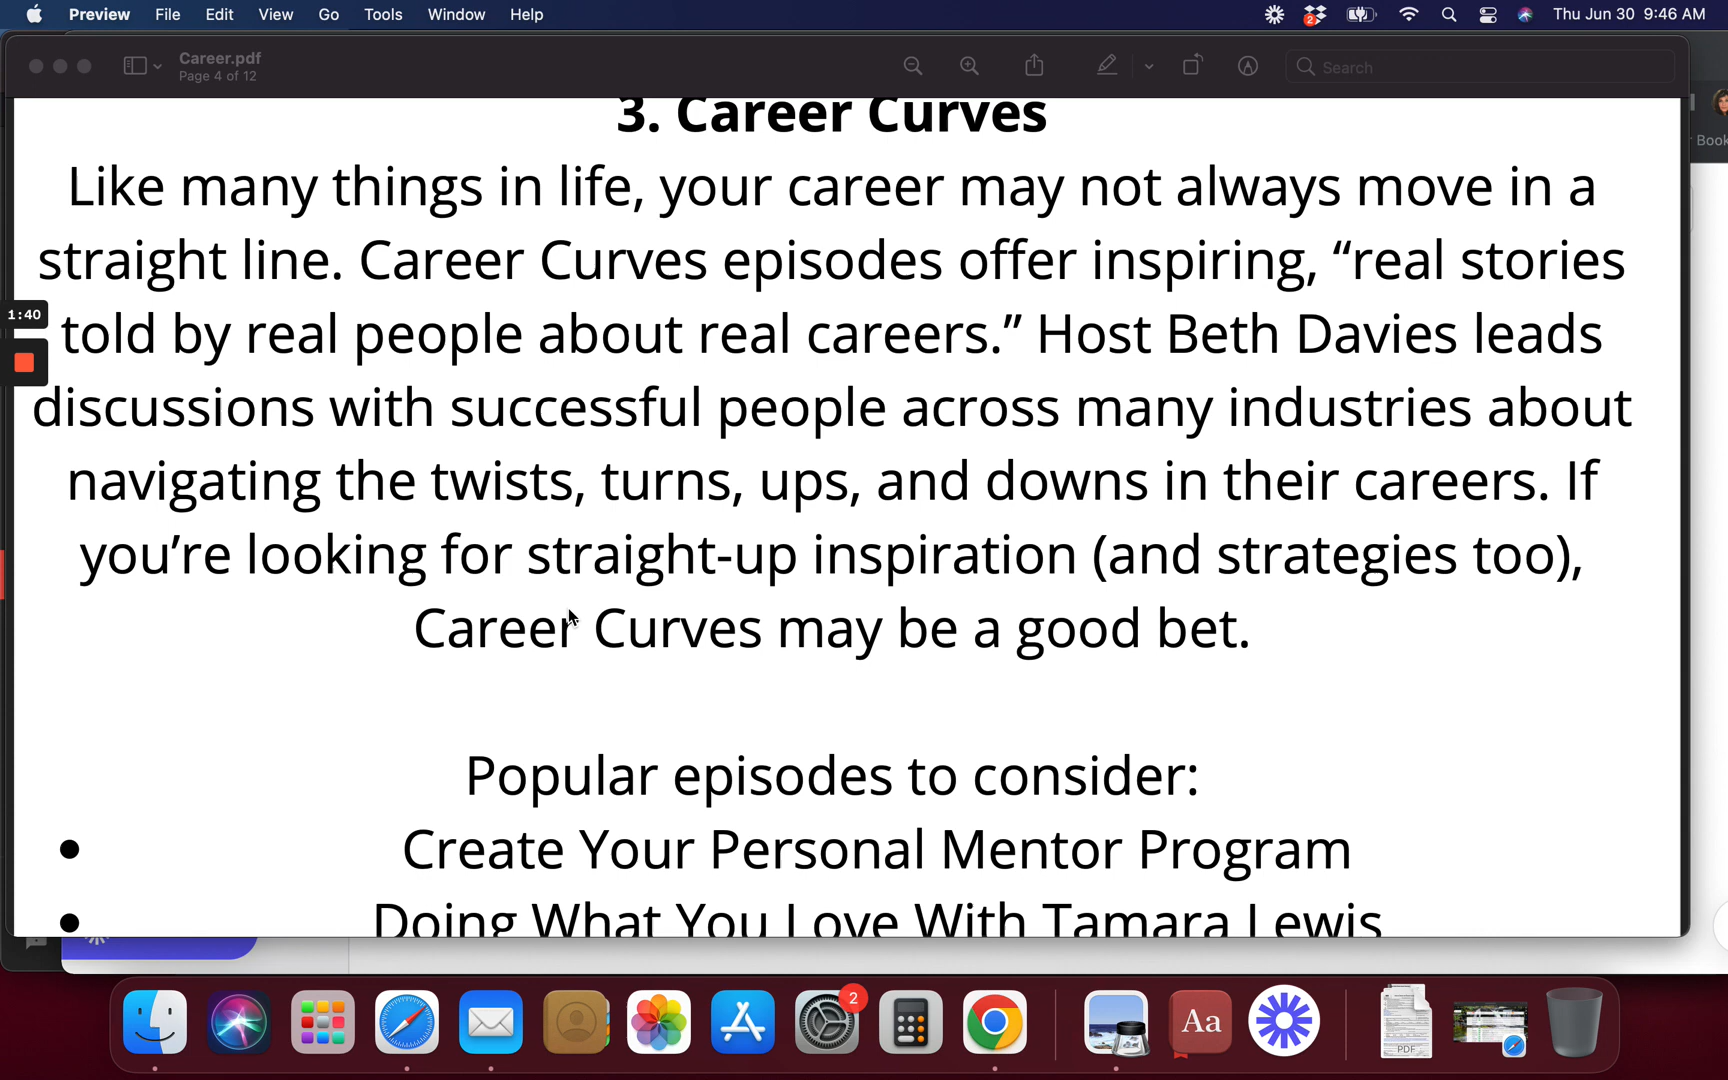 Preview File Edit View Go Tools Window Help
2
Thu Jun 30 9:46 AM
Career.pdf
Page 4 of 12
Search
Book
3. Career Curves
Like many things in life, your career may not always move in a
straight line. Career Curves episodes offer inspiring, “real stories
1:40
told by real people about real careers.” Host Beth Davies leads
discussions with successful people across many industries about
navigating the twists, turns, ups, and downs in their careers. If
you’re looking for straight-up inspiration (and strategies too),
Career Curves may be a good bet.
Popular episodes to consider:
• Create Your Personal Mentor Program
• Doing What You Love With Tamara Lewis
2
Aa
PDF